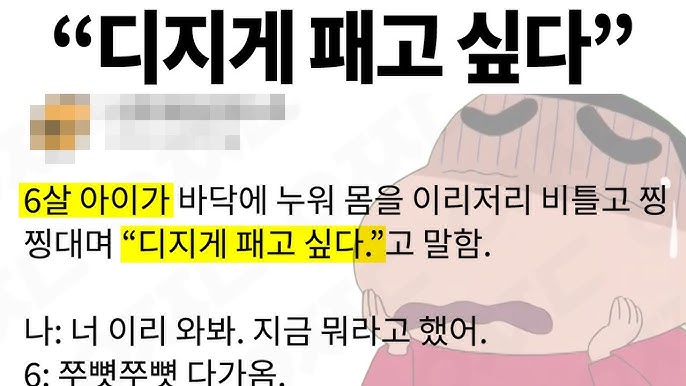 “디지게 패고 싶다”
6살 아이가 바닥에 누워 몸을 이리저리 비틀고 찡
찡대며 “디지게 패고 싶다.”고 말함.
나: 너 이리 와봐. 지금 뭐라고 했어.
6: 쭈뼛쭈뼛 다가옴.